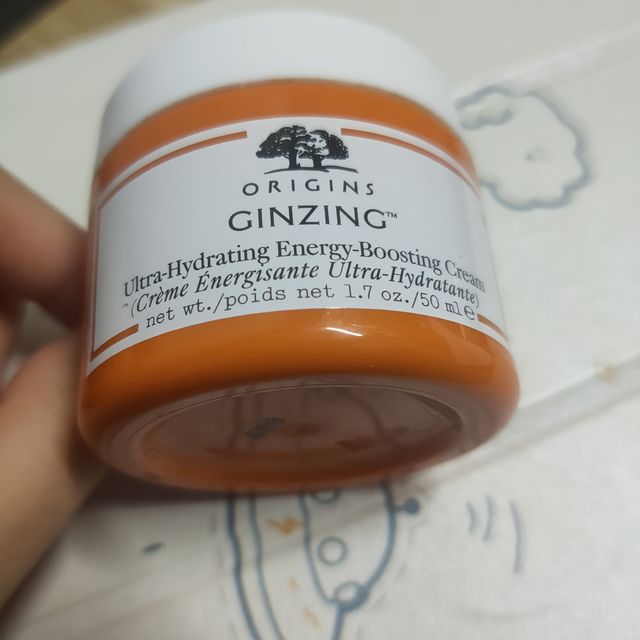 ORIGINS
GINZING™
Ultra-Hydrating Energy-Boosting Cream
(Crème Énergisante Ultra-Hydratante)
net wt./poids net 1.7 oz./50 ml℮